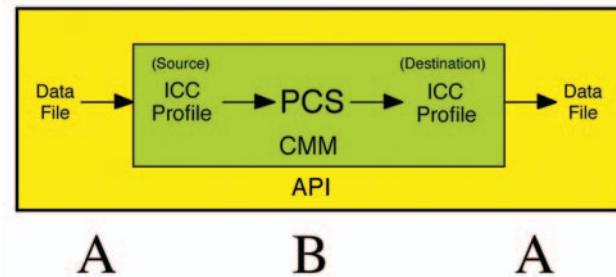 (Source)
(Destination)
Data
File
ICC
Profile
PCS
ICC
Profile
Data
File
CMM
API
A
B
A